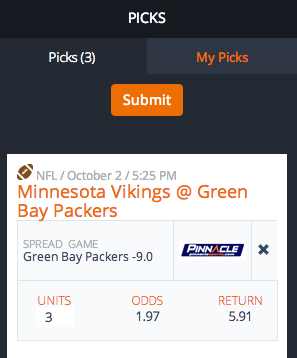 PICKS
Picks (3) My Picks
Submit
NFL / October 2 / 5:25 PM
Minnesota Vikings @ Green
Bay Packers
SPREAD GAME
Green Bay Packers -9.0
PINNACLE
pinnaclesports.com
UNITS ODDS RETURN
3 1.97 5.91